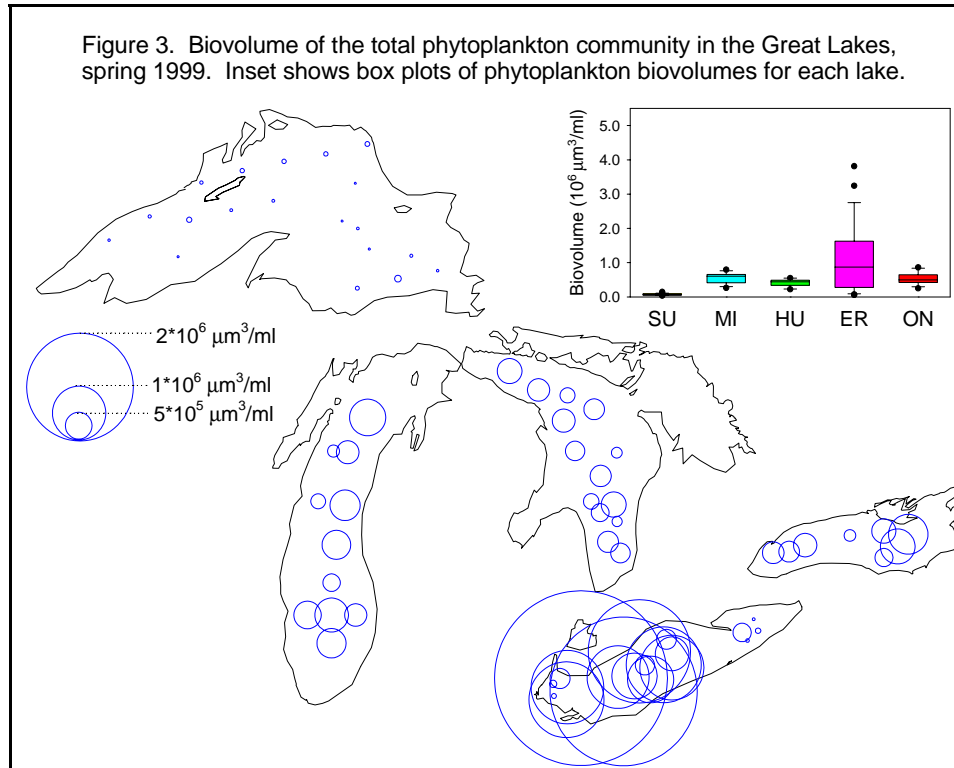 Figure 3.  Biovolume of the total phytoplankton community in the Great Lakes,
spring 1999.  Inset shows box plots of phytoplankton biovolumes for each lake.
Biovolume (10⁶ µm³/ml)
5.0
4.0
3.0
2.0
1.0
0.0
SU MI HU ER ON
2*10⁶ µm³/ml
1*10⁶ µm³/ml
5*10⁵ µm³/ml